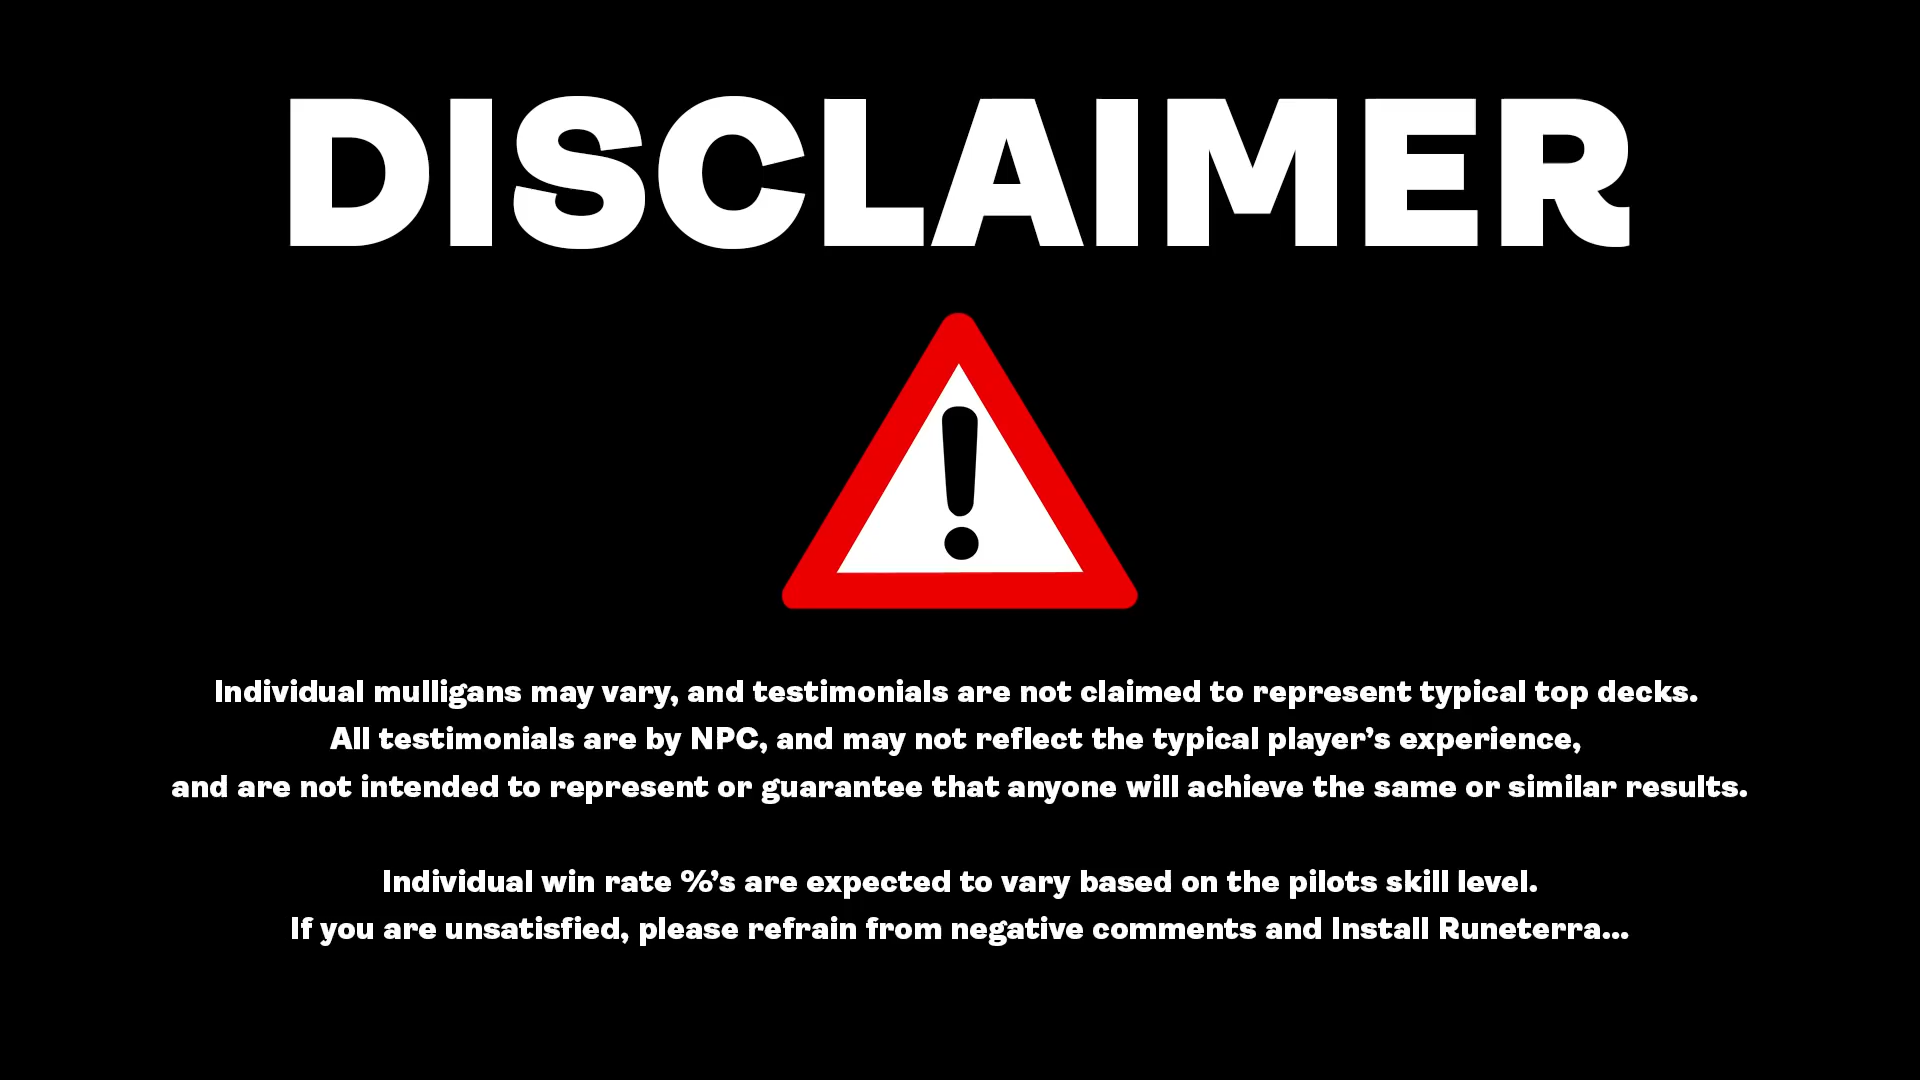 DISCLAIMER
!
Individual mulligans may vary, and testimonials are not claimed to represent typical top decks.
All testimonials are by NPC, and may not reflect the typical player’s experience,
and are not intended to represent or guarantee that anyone will achieve the same or similar results.
Individual win rate %’s are expected to vary based on the pilots skill level.
If you are unsatisfied, please refrain from negative comments and Install Runeterra...